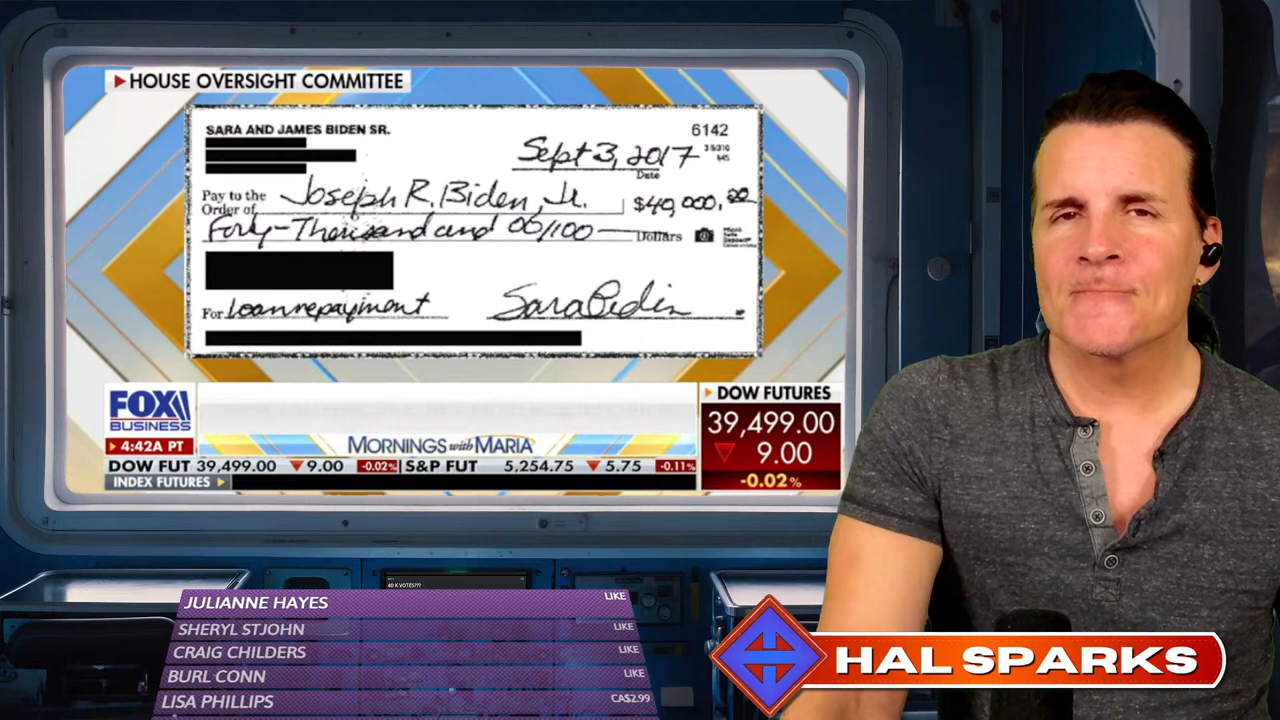 HOUSE OVERSIGHT COMMITTEE
SARA AND JAMES BIDEN SR.
6142
Sept 3, 2017
Date
Pay to the
Order of
Joseph R. Biden, Jr.
$40,000.00
Forty-Thousand and 00/100
Dollars
For loan repayment
Sara Biden
MP
FOX
BUSINESS
4:42A PT
MORNINGS with MARIA
DOW FUTURES
39,499.00
9.00
-0.02%
DOW FUT 39,499.00 9.00 -0.02% S&P FUT 5,254.75 5.75 -0.11%
INDEX FUTURES
40 K VOTES???
JULIANNE HAYES LIKE
SHERYL STJOHN LIKE
CRAIG CHILDERS LIKE
BURL CONN LIKE
LISA PHILLIPS CA$2.99
HAL SPARKS